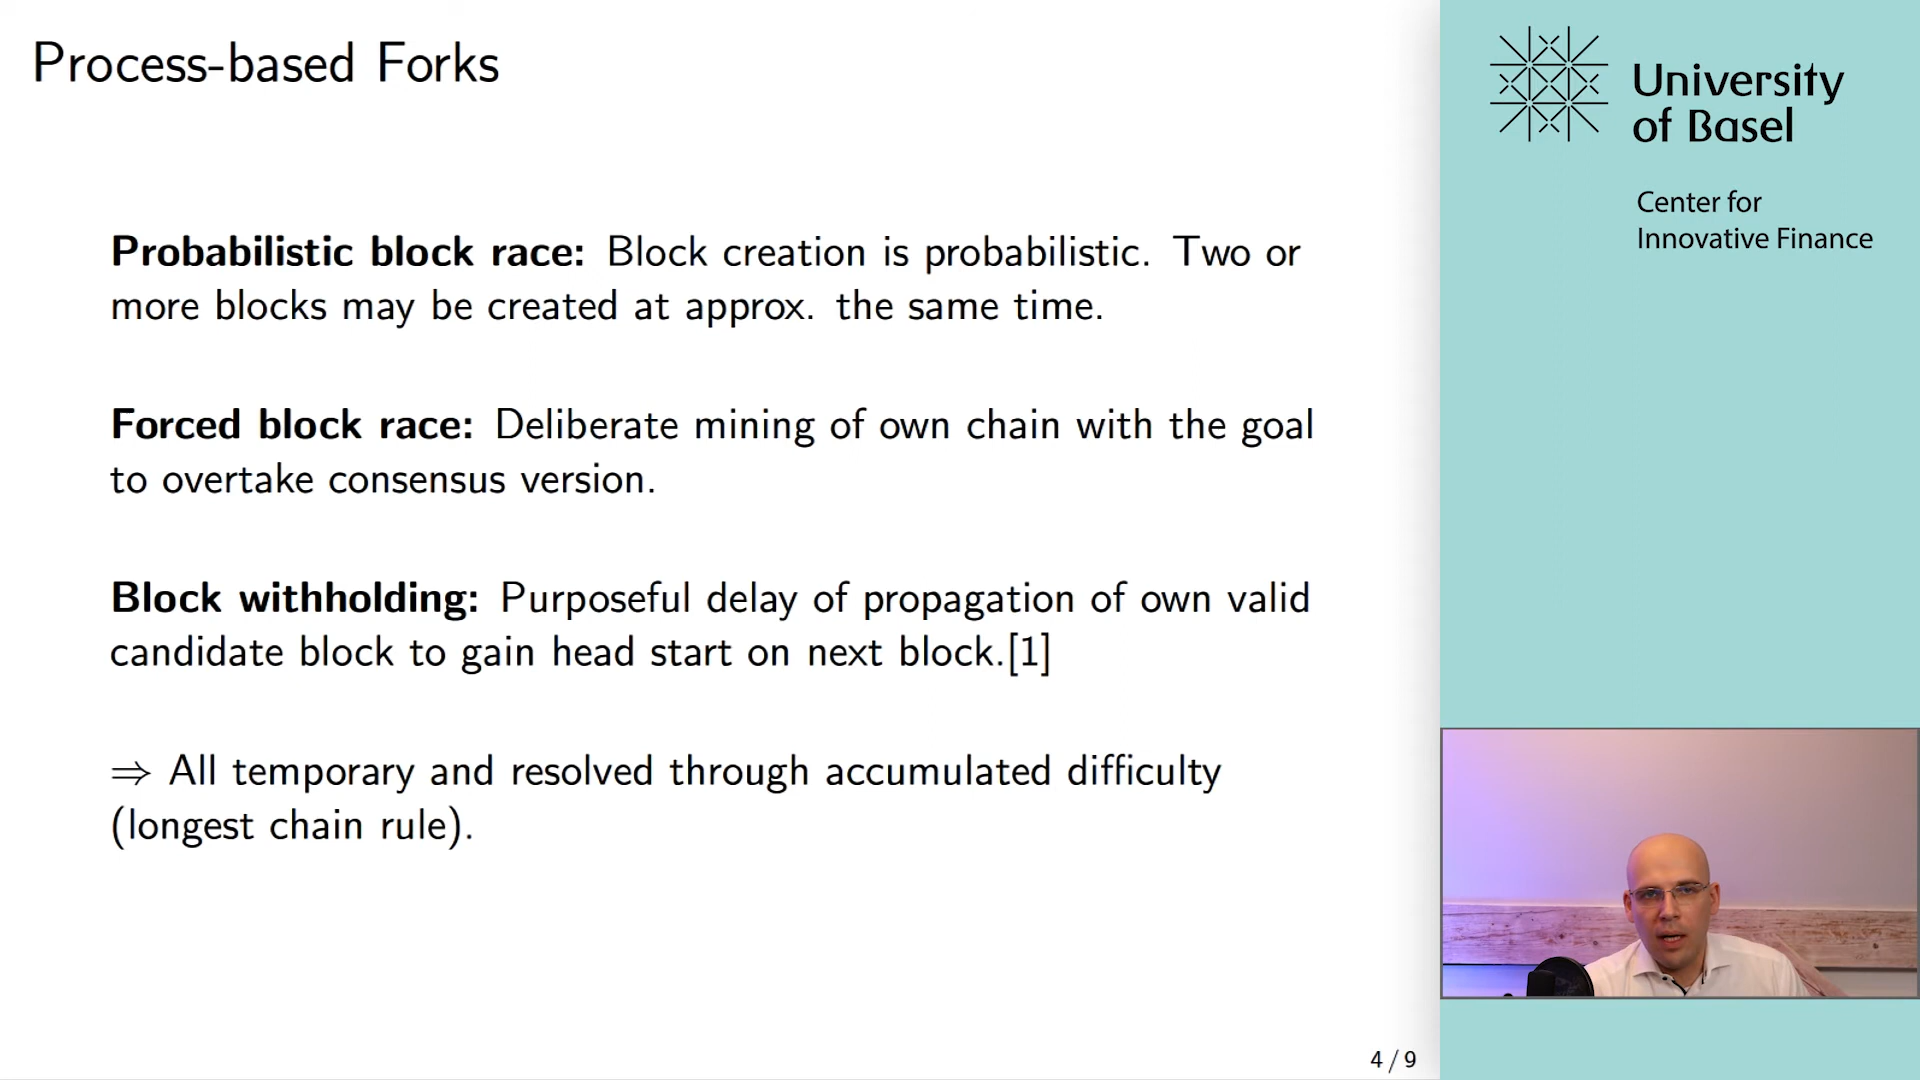 Process-based Forks
Probabilistic block race: Block creation is probabilistic. Two or
more blocks may be created at approx. the same time.
Forced block race: Deliberate mining of own chain with the goal
to overtake consensus version.
Block withholding: Purposeful delay of propagation of own valid
candidate block to gain head start on next block.[1]
⇒ All temporary and resolved through accumulated difficulty
(longest chain rule).
4 / 9
University
of Basel
Center for
Innovative Finance